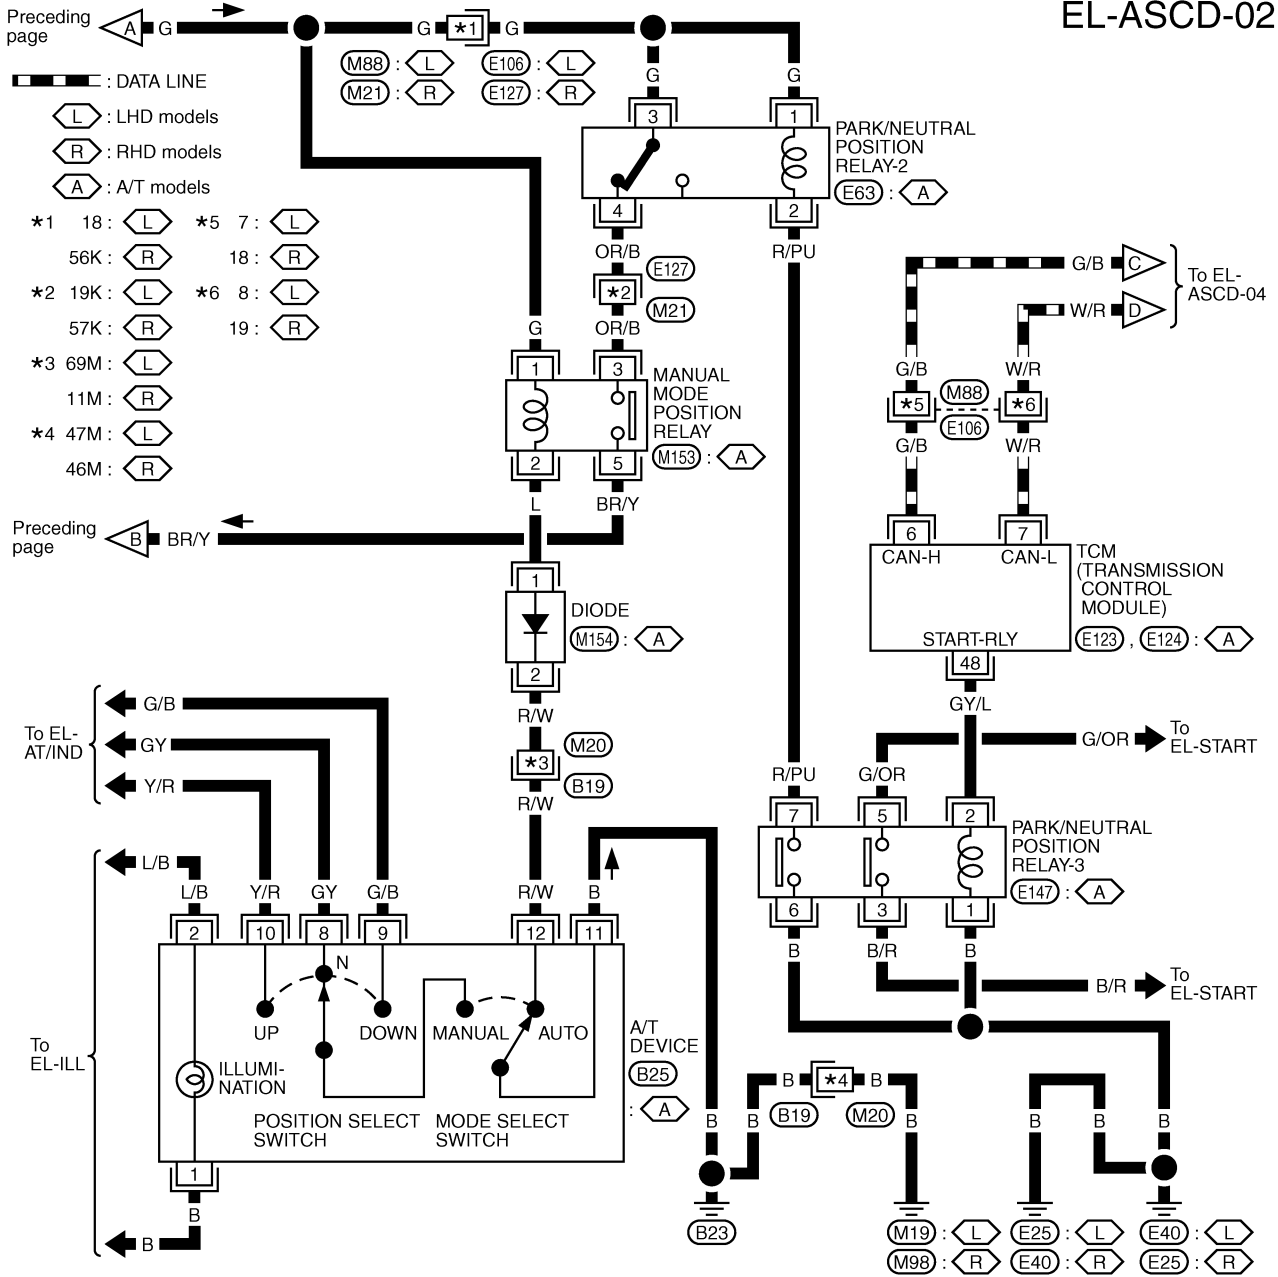 EL-ASCD-02
Preceding
page
A G G *1 G
M88 : L E106 : L
M21 : R E127 : R
: DATA LINE
L : LHD models
R : RHD models
A : A/T models
*1 18 : L *5 7 : L
56K : R 18 : R
*2 19K : L *6 8 : L
57K : R 19 : R
*3 69M : L
11M : R
*4 47M : L
46M : R
G G
3 1
PARK/NEUTRAL
POSITION
RELAY-2
E63 : A
4 2
OR/B R/PU
E127
*2
M21
G OR/B
1 3
MANUAL
MODE
POSITION
RELAY
M153 : A
2 5
L BR/Y
G/B C
W/R D
To EL-
ASCD-04
G/B W/R
*5 M88 *6
E106
G/B W/R
6 7
CAN-H CAN-L
TCM
(TRANSMISSION
CONTROL
MODULE)
START-RLY
E123 , E124 : A
48
GY/L
Preceding
page
B BR/Y
1
DIODE
M154 : A
2
R/W
M20
*3
B19
R/W
To EL-
AT/IND
G/B
GY
Y/R
G/OR
To
EL-START
R/PU G/OR
7 5 2
PARK/NEUTRAL
POSITION
RELAY-3
E147 : A
6 3 1
B B/R B
B/R
To
EL-START
L/B
L/B Y/R GY G/B R/W B
2 10 8 9 12 11
N
UP DOWN MANUAL AUTO
To
EL-ILL
ILLUMI-
NATION
POSITION SELECT
SWITCH
MODE SELECT
SWITCH
A/T
DEVICE
B25
: A
1
B
B
B *4 B
B19 M20
B B B B B B
B23
M19 : L E25 : L E40 : L
M98 : R E40 : R E25 : R